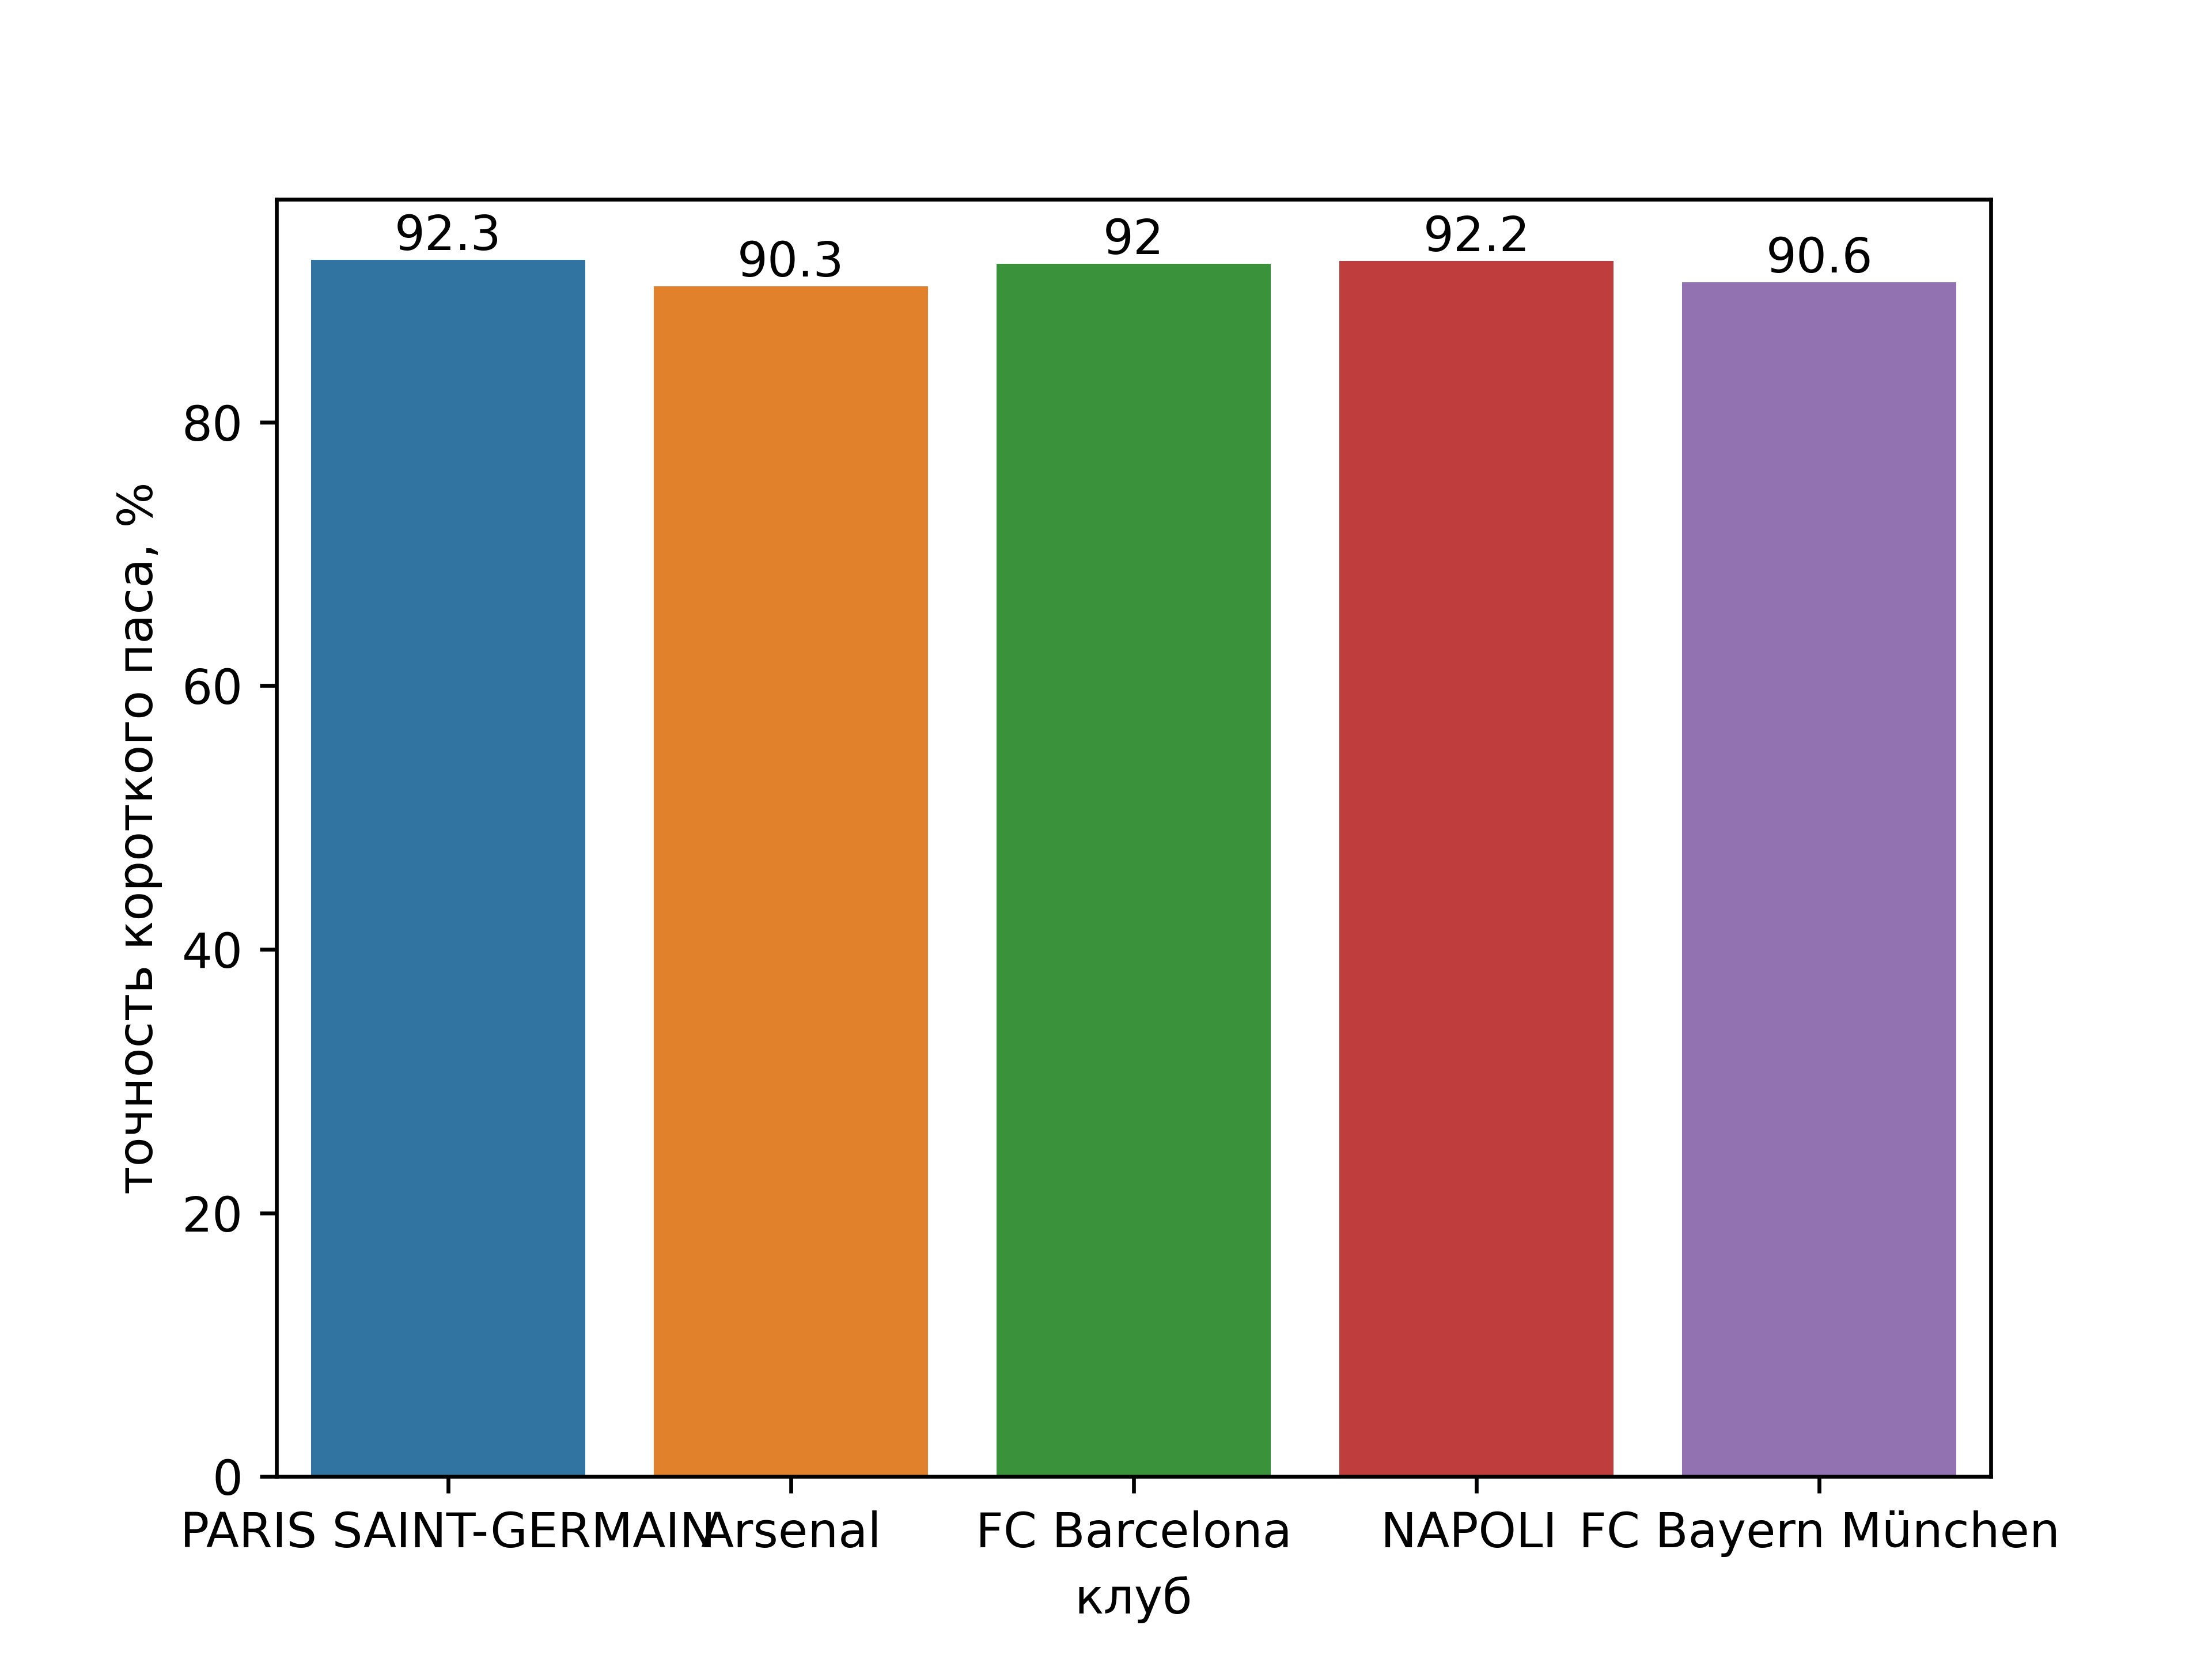 92.3
90.3
92
92.2
90.6
80
60
40
20
0
точность короткого паса, %
PARIS SAINT-GERMAIN
Arsenal
FC Barcelona
NAPOLI
FC Bayern München
клуб